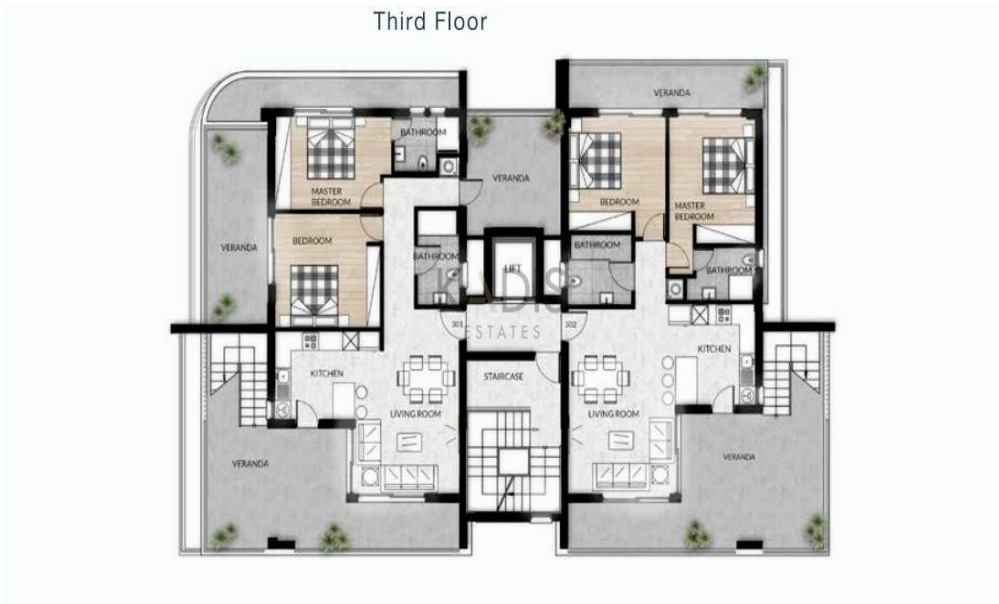 Third Floor
VERANDA
BATHROOM
MASTER
BEDROOM
VERANDA
BEDROOM
MASTER
BEDROOM
BEDROOM
VERANDA
BATHROOM
LIFT
BATHROOM
BATHROOM
KADIS
ESTATES
301
302
KITCHEN
STAIRCASE
KITCHEN
LIVING ROOM
LIVING ROOM
VERANDA
VERANDA